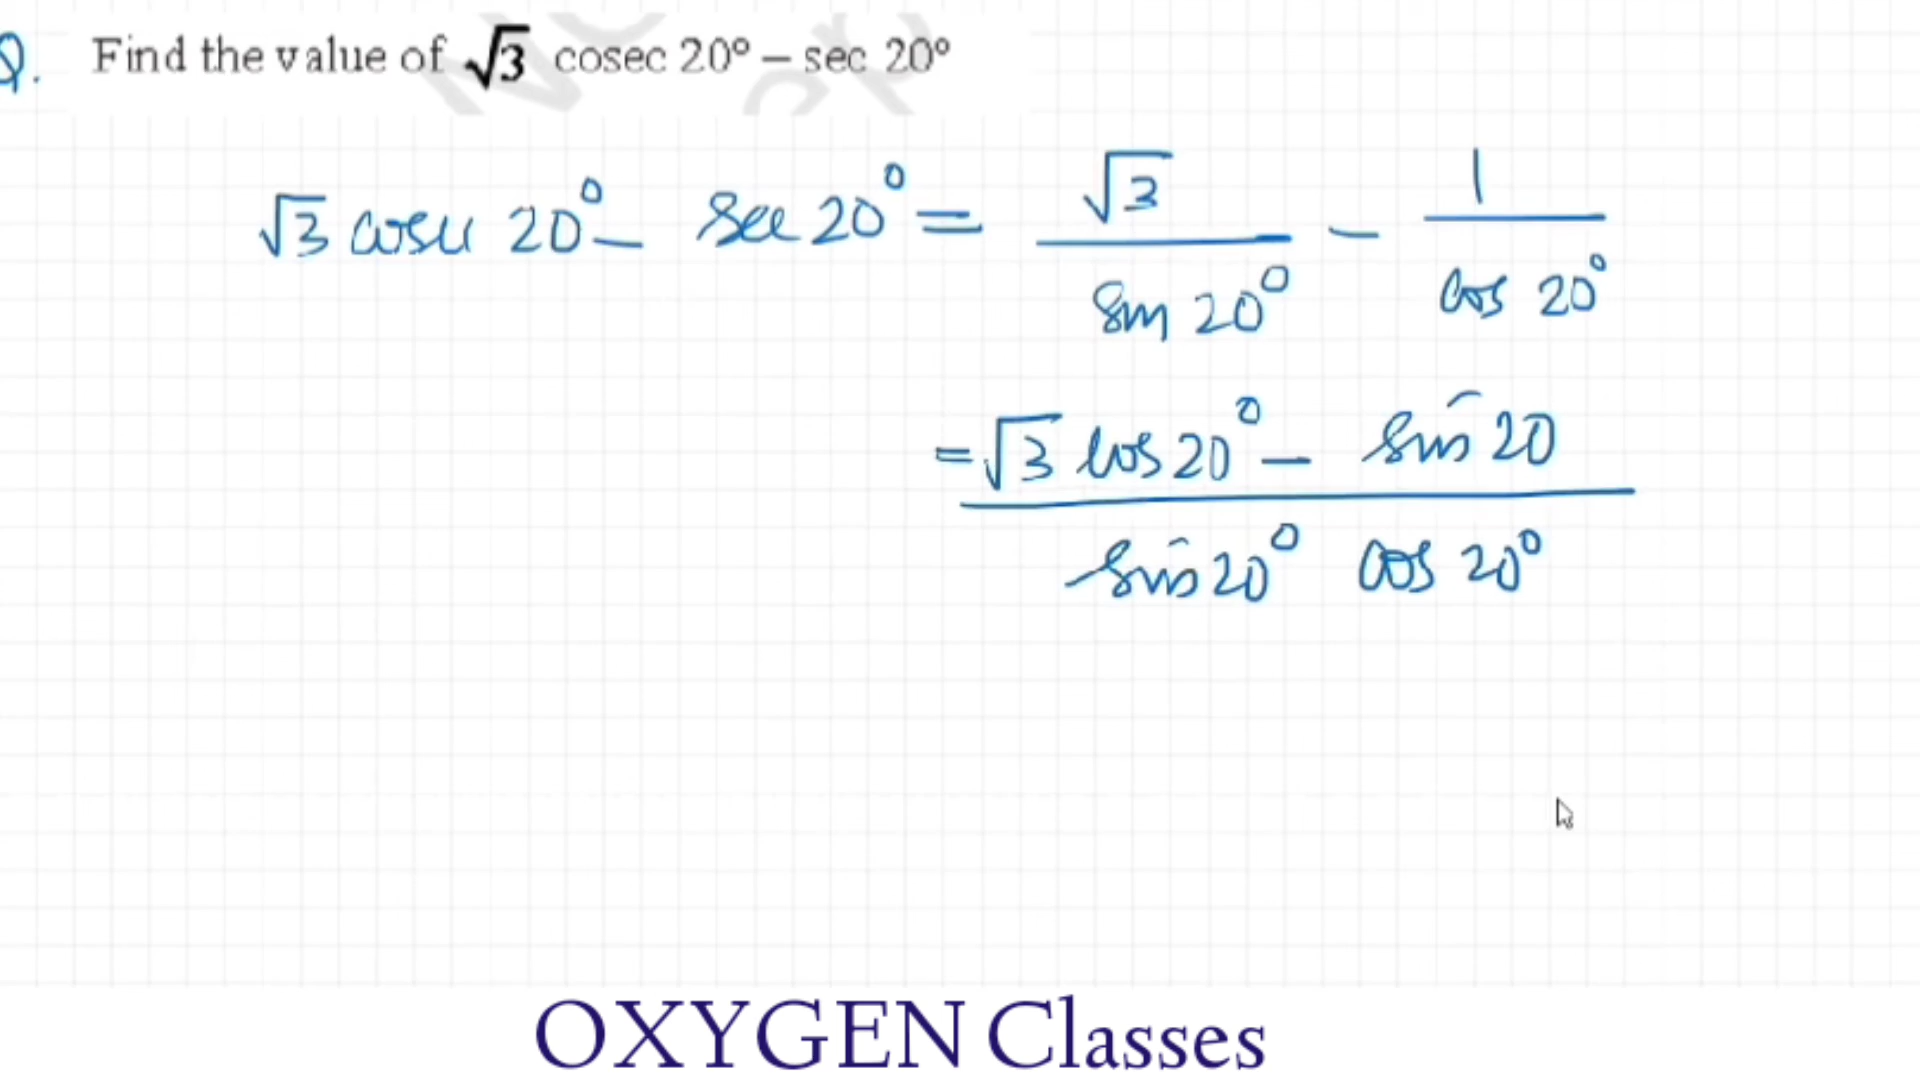 Q. Find the value of √3 cosec 20° – sec 20°
√3 cosec 20° – sec 20° = √3 / sin 20° – 1 / cos 20°
= √3 cos 20° – sin 20 / sin 20° cos 20°
OXYGEN Classes